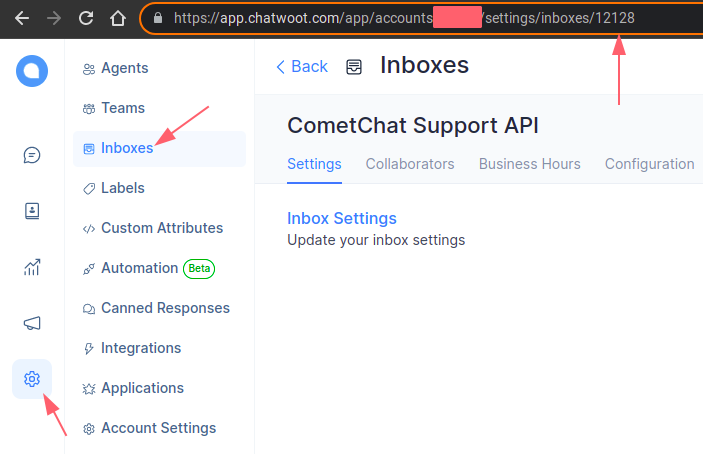 https://app.chatwoot.com/app/accounts/settings/inboxes/12128
Agents
Teams
Inboxes
Labels
Custom Attributes
Automation Beta
Canned Responses
Integrations
Applications
Account Settings
Back Inboxes
CometChat Support API
Settings Collaborators Business Hours Configuration
Inbox Settings
Update your inbox settings